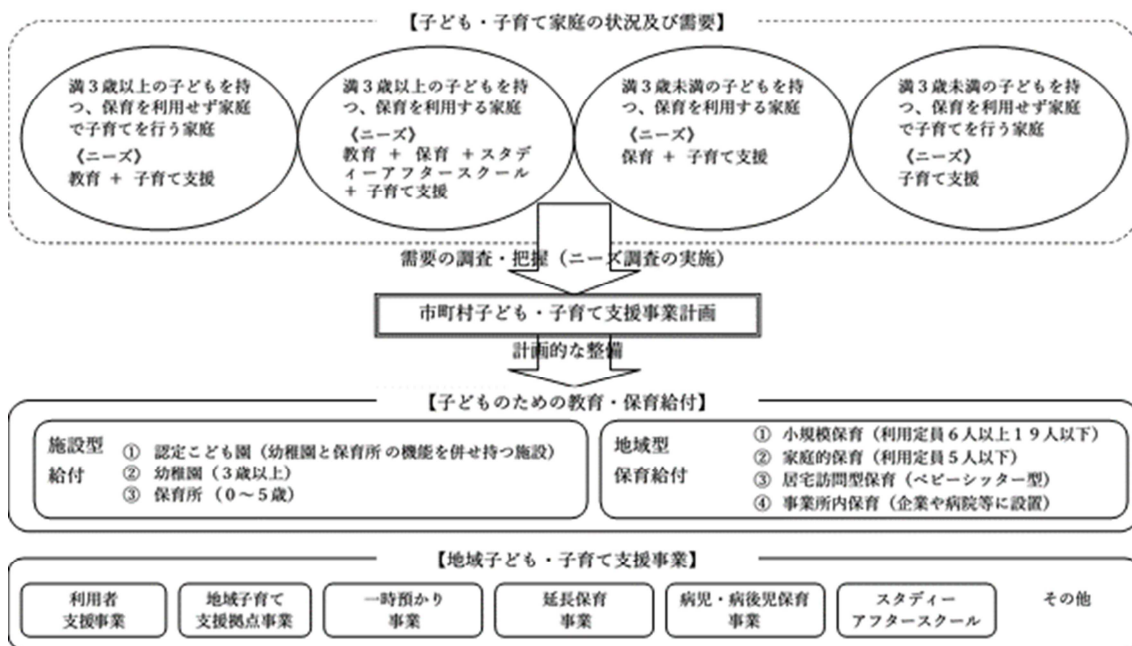 【子ども・子育て家庭の状況及び需要】
満３歳以上の子どもを持
つ、保育を利用せず家庭
で子育てを行う家庭
《ニーズ》
教育 + 子育て支援
満３歳以上の子どもを持
つ、保育を利用する家庭
《ニーズ》
教育 + 保育 +スタデ
ィーアフタースクール
+ 子育て支援
満３歳未満の子どもを持
つ、保育を利用する家庭
《ニーズ》
保育 + 子育て支援
満３歳未満の子どもを持
つ、保育を利用せず家庭
で子育てを行う家庭
《ニーズ》
子育て支援
需要の調査・把握（ニーズ調査の実施）
市町村子ども・子育て支援事業計画
計画的な整備
【子どものための教育・保育給付】
施設型
給付
① 認定こども園（幼稚園と保育所の機能を併せ持つ施設）
② 幼稚園（３歳以上）
③ 保育所（０～５歳）
地域型
保育給付
① 小規模保育（利用定員６人以上１９人以下）
② 家庭的保育（利用定員５人以下）
③ 居宅訪問型保育（ベビーシッター型）
④ 事業所内保育（企業や病院等に設置）
【地域子ども・子育て支援事業】
利用者
支援事業
地域子育て
支援拠点事業
一時預かり
事業
延長保育
事業
病児・病後児保育
事業
スタディー
アフタースクール
その他